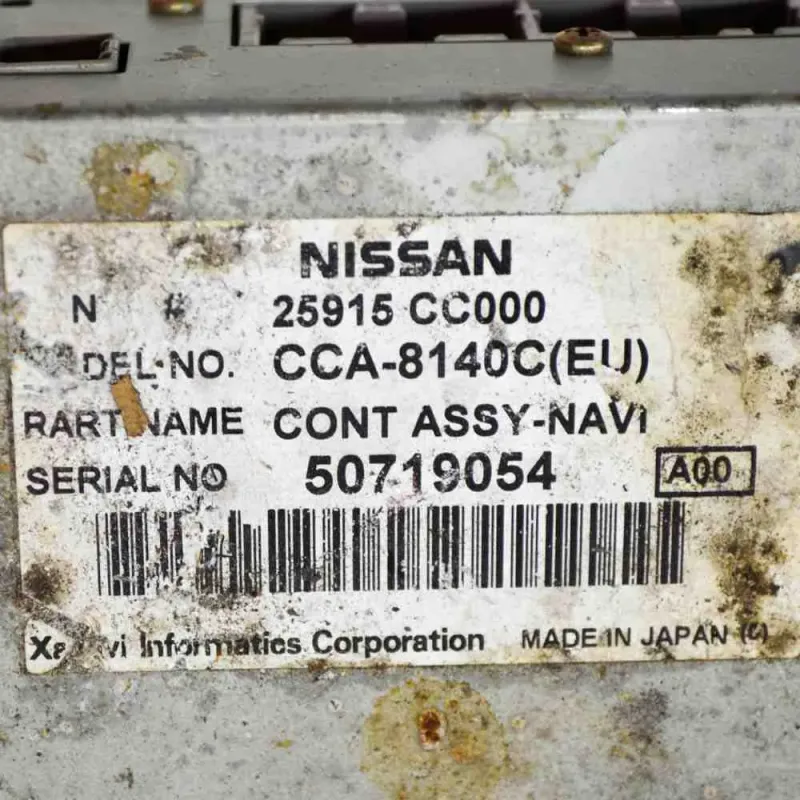 NISSAN
N # 25915 CC000
DEL-NO. CCA-8140C(EU)
PART NAME CONT ASSY-NAVI
SERIAL NO 50719054 A00
Informatics Corporation MADE IN JAPAN (C)